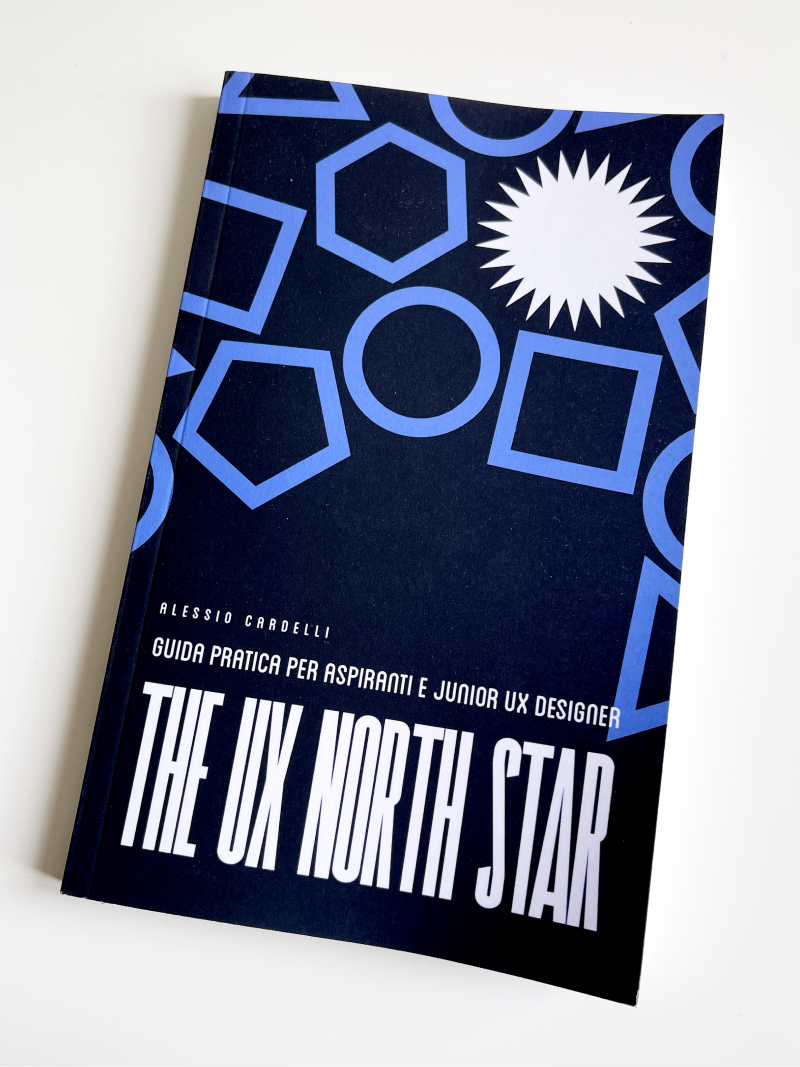 ALESSIO CARDELLI
GUIDA PRATICA PER ASPIRANTI E JUNIOR UX DESIGNER
THE UX NORTH STAR